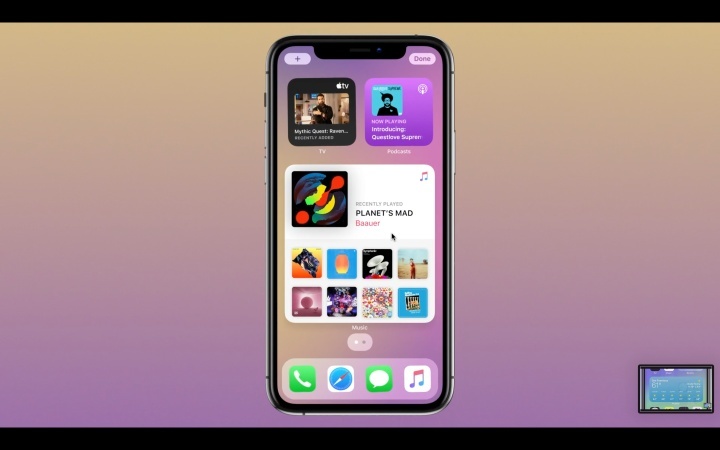 +
Done
tv
Mythic Quest: Raven...
RECENTLY ADDED
NOW PLAYING
Introducing:
Questlove Suprem
TV
Podcasts
RECENTLY PLAYED
PLANET'S MAD
Baauer
Music